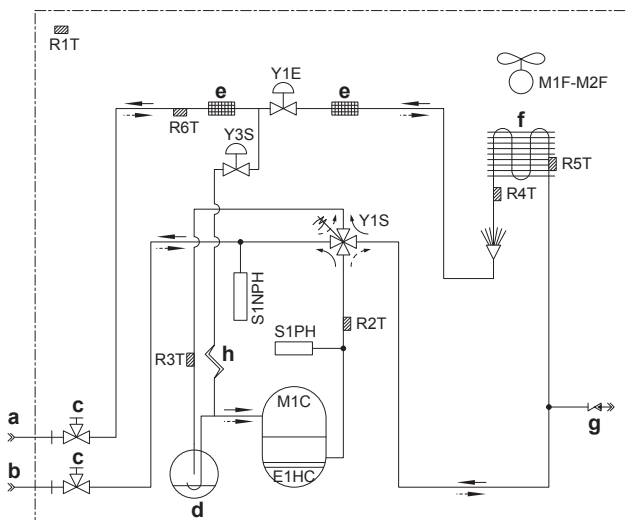 R1T
M1F-M2F
Y1E
e
e
R6T
f
Y3S
R5T
R4T
Y1S
S1NPH
R2T
S1PH
R3T
h
M1C
a
c
g
b
c
E1HC
d